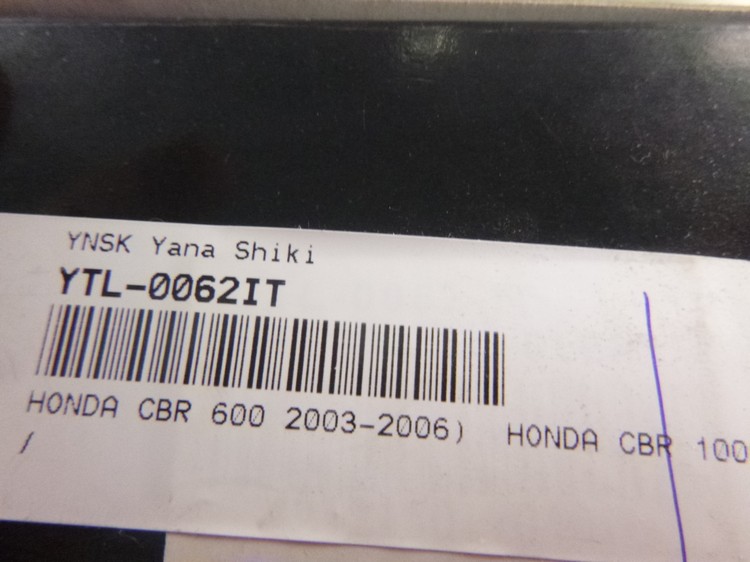 YNSK Yana Shiki
YTL-0062IT
HONDA CBR 600 2003-2006) HONDA CBR 100
/